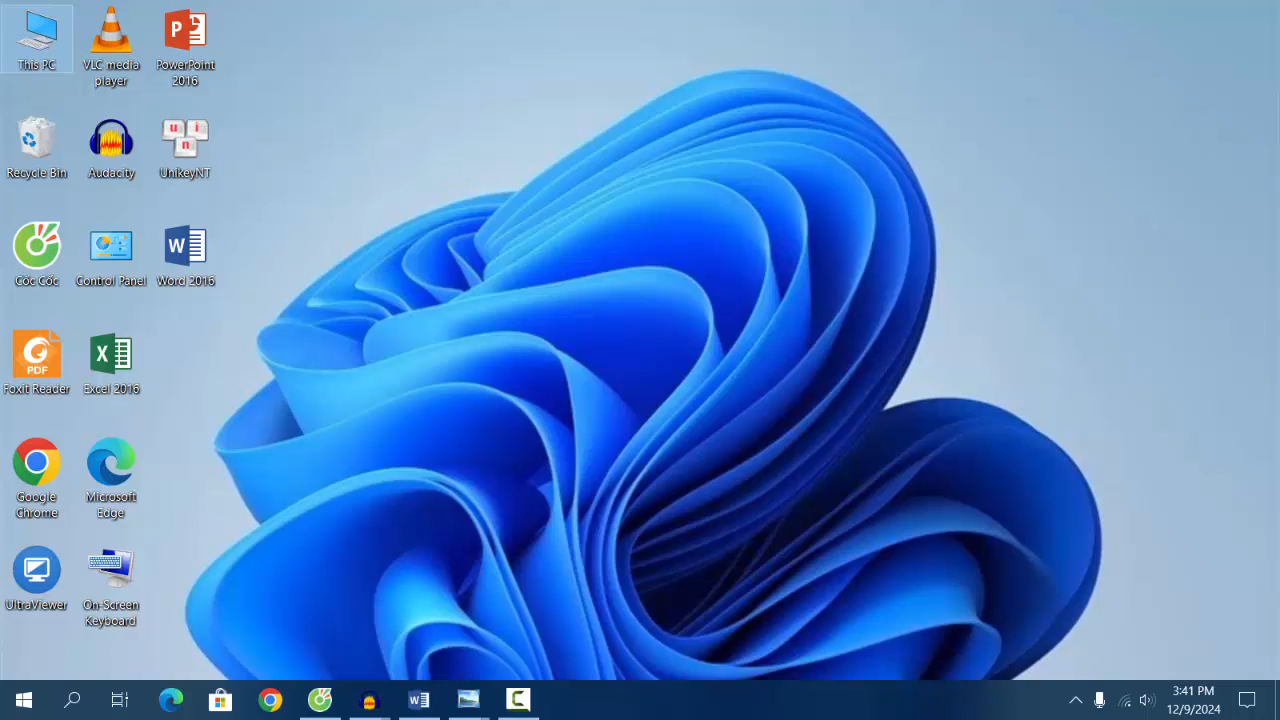 This PC
VLC media
player
PowerPoint
2016
Recycle Bin
Audacity
UnikeyNT
Cốc Cốc
Control Panel
Word 2016
PDF
Foxit Reader
Excel 2016
Google
Chrome
Microsoft
Edge
UltraViewer
On-Screen
Keyboard
3:41 PM
12/9/2024